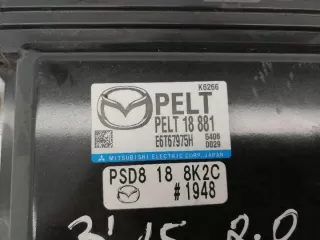 K6266
PELT
PELT 18 881
E6T67975H 5406
0029
MITSUBISHI ELECTRIC CORP. JAPAN
PSD8 18 8K2C
#1948
3' 15 2.0